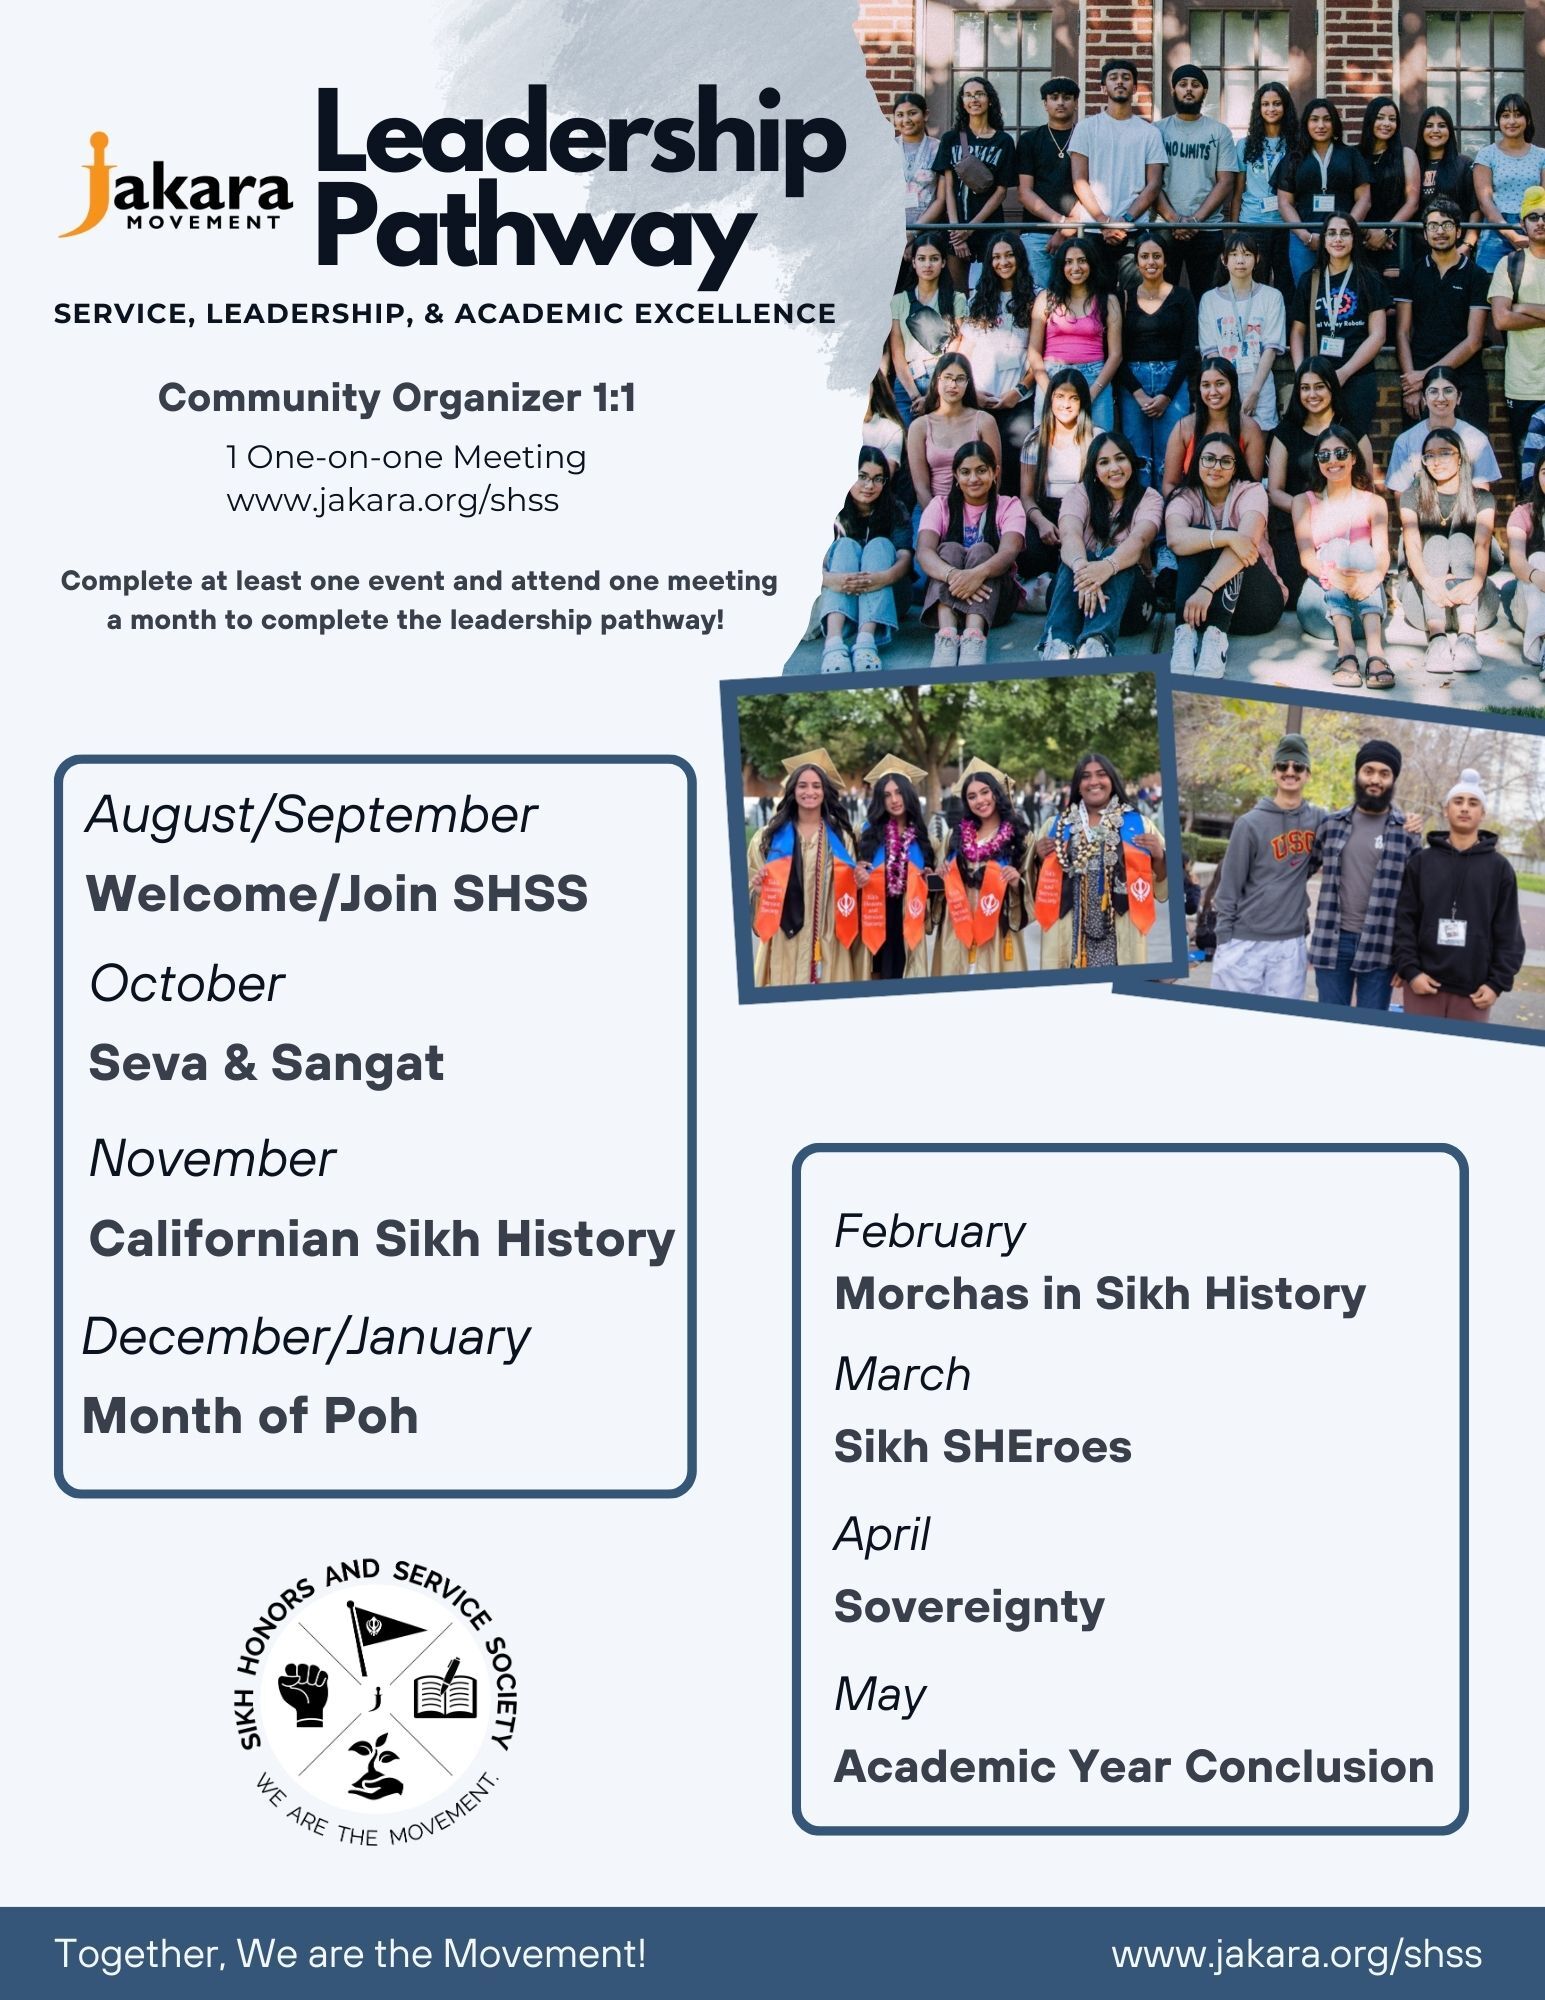 jakara
MOVEMENT
Leadership
Pathway
SERVICE, LEADERSHIP, & ACADEMIC EXCELLENCE
Community Organizer 1:1
1 One-on-one Meeting
www.jakara.org/shss
Complete at least one event and attend one meeting
a month to complete the leadership pathway!
NIRVANA
NO LIMITS
USC
August/September
Welcome/Join SHSS
October
Seva & Sangat
November
Californian Sikh History
December/January
Month of Poh
February
Morchas in Sikh History
March
Sikh SHEroes
April
Sovereignty
May
Academic Year Conclusion
SIKH HONORS AND SERVICE SOCIETY
WE ARE THE MOVEMENT.
Together, We are the Movement!
www.jakara.org/shss